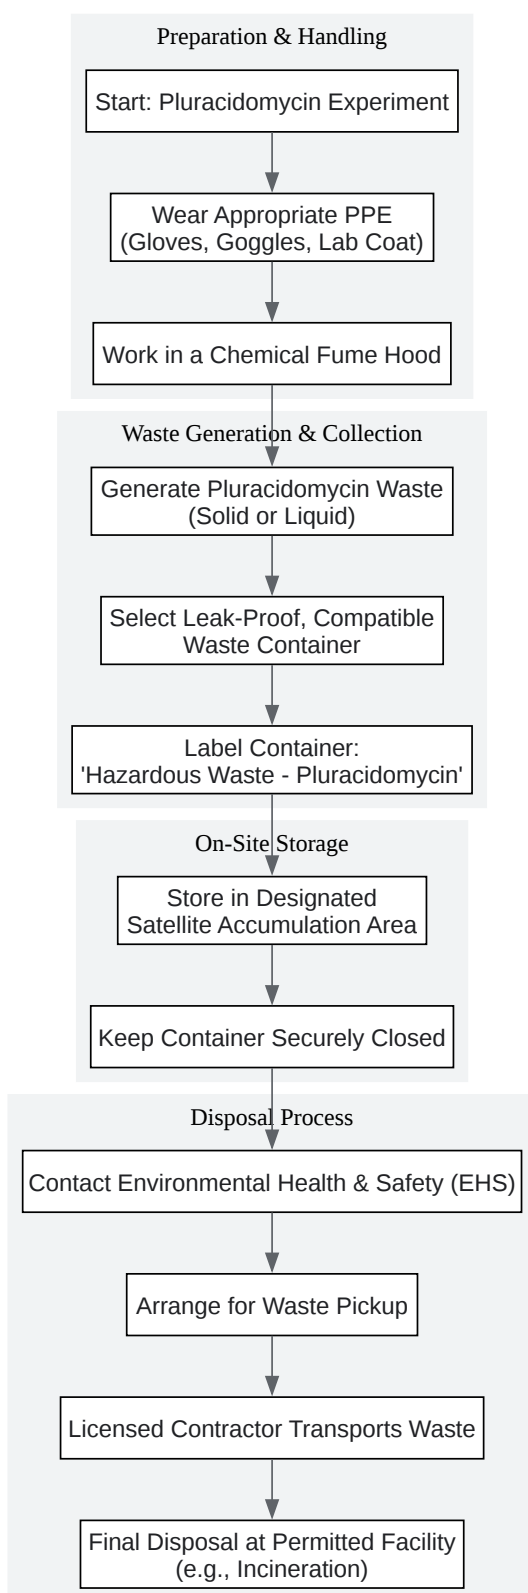 Preparation & Handling
Start: Pluracidomycin Experiment
Wear Appropriate PPE
(Gloves, Goggles, Lab Coat)
Work in a Chemical Fume Hood
Waste Generation & Collection
Generate Pluracidomycin Waste
(Solid or Liquid)
Select Leak-Proof, Compatible
Waste Container
Label Container:
'Hazardous Waste - Pluracidomycin'
On-Site Storage
Store in Designated
Satellite Accumulation Area
Keep Container Securely Closed
Disposal Process
Contact Environmental Health & Safety (EHS)
Arrange for Waste Pickup
Licensed Contractor Transports Waste
Final Disposal at Permitted Facility
(e.g., Incineration)